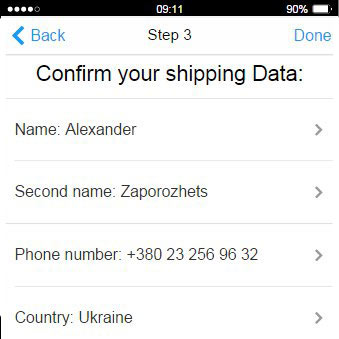 09:11 90%
Back Step 3 Done
Confirm your shipping Data:
Name: Alexander
Second name: Zaporozhets
Phone number: +380 23 256 96 32
Country: Ukraine